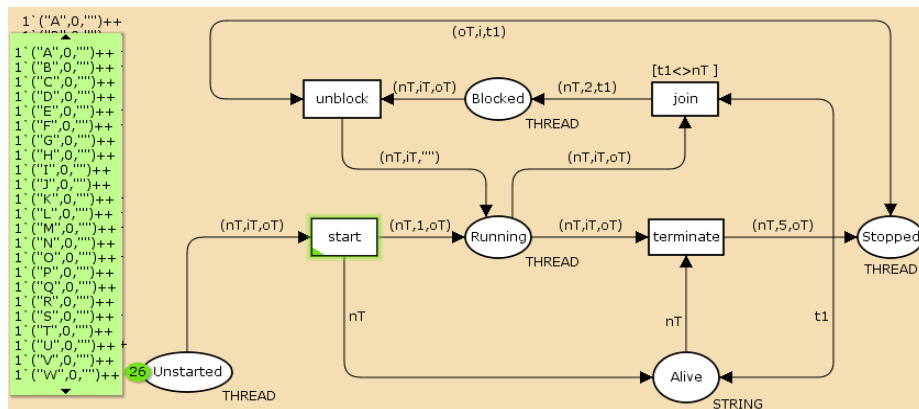 1`("A",0,"")++
1`("A",0,"")++
1`("B",0,"")++
1`("C",0,"")++
1`("D",0,"")++
1`("E",0,"")++
1`("F",0,"")++
1`("G",0,"")++
1`("H",0,"")++
1`("I",0,"")++
1`("J",0,"")++
1`("K",0,"")++
1`("L",0,"")++
1`("M",0,"")++
1`("N",0,"")++
1`("O",0,"")++
1`("P",0,"")++
1`("Q",0,"")++
1`("R",0,"")++
1`("S",0,"")++
1`("T",0,"")++
1`("U",0,"")++
1`("V",0,"")++
1`("W",0,"")++
(oT,i,t1)
[t1<>nT ]
unblock
(nT,iT,oT)
Blocked
(nT,2,t1)
join
THREAD
(nT,iT,"")
(nT,iT,oT)
(nT,iT,oT)
start
(nT,1,oT)
Running
(nT,iT,oT)
terminate
(nT,5,oT)
Stopped
THREAD
THREAD
nT
nT
t1
26
Unstarted
THREAD
Alive
STRING